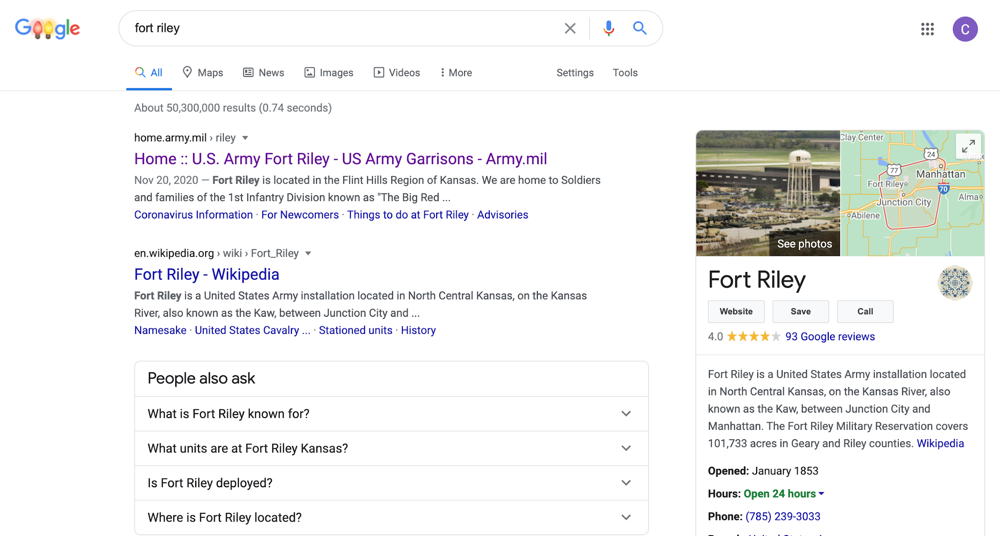 Google
fort riley
C
All
Maps
News
Images
Videos
More
Settings
Tools
About 50,300,000 results (0.74 seconds)
home.army.mil › riley
Home :: U.S. Army Fort Riley - US Army Garrisons - Army.mil
Nov 20, 2020 — Fort Riley is located in the Flint Hills Region of Kansas. We are home to Soldiers
and families of the 1st Infantry Division known as "The Big Red ...
Coronavirus Information · For Newcomers · Things to do at Fort Riley · Advisories
en.wikipedia.org › wiki › Fort_Riley
Fort Riley - Wikipedia
Fort Riley is a United States Army installation located in North Central Kansas, on the Kansas
River, also known as the Kaw, between Junction City and ...
Namesake · United States Cavalry ... · Stationed units · History
People also ask
What is Fort Riley known for?
What units are at Fort Riley Kansas?
Is Fort Riley deployed?
Where is Fort Riley located?
See photos
Clay Center
24
77
Manhattan
Fort Riley
70
Alma
Junction City
Abilene
Fort Riley
Website
Save
Call
4.0
93 Google reviews
Fort Riley is a United States Army installation located
in North Central Kansas, on the Kansas River, also
known as the Kaw, between Junction City and
Manhattan. The Fort Riley Military Reservation covers
101,733 acres in Geary and Riley counties. Wikipedia
Opened: January 1853
Hours: Open 24 hours
Phone: (785) 239-3033